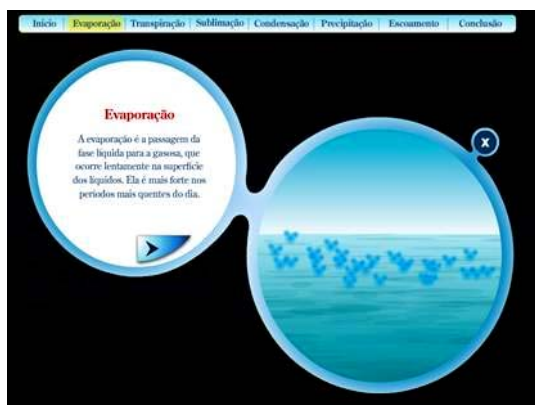 Início Evaporação Transpiração Sublimação Condensação Precipitação Escoamento Conclusão
Evaporação
A evaporação é a passagem da
fase líquida para a gasosa, que
ocorre lentamente na superfície
dos líquidos. Ela é mais forte nos
períodos mais quentes do dia.
X